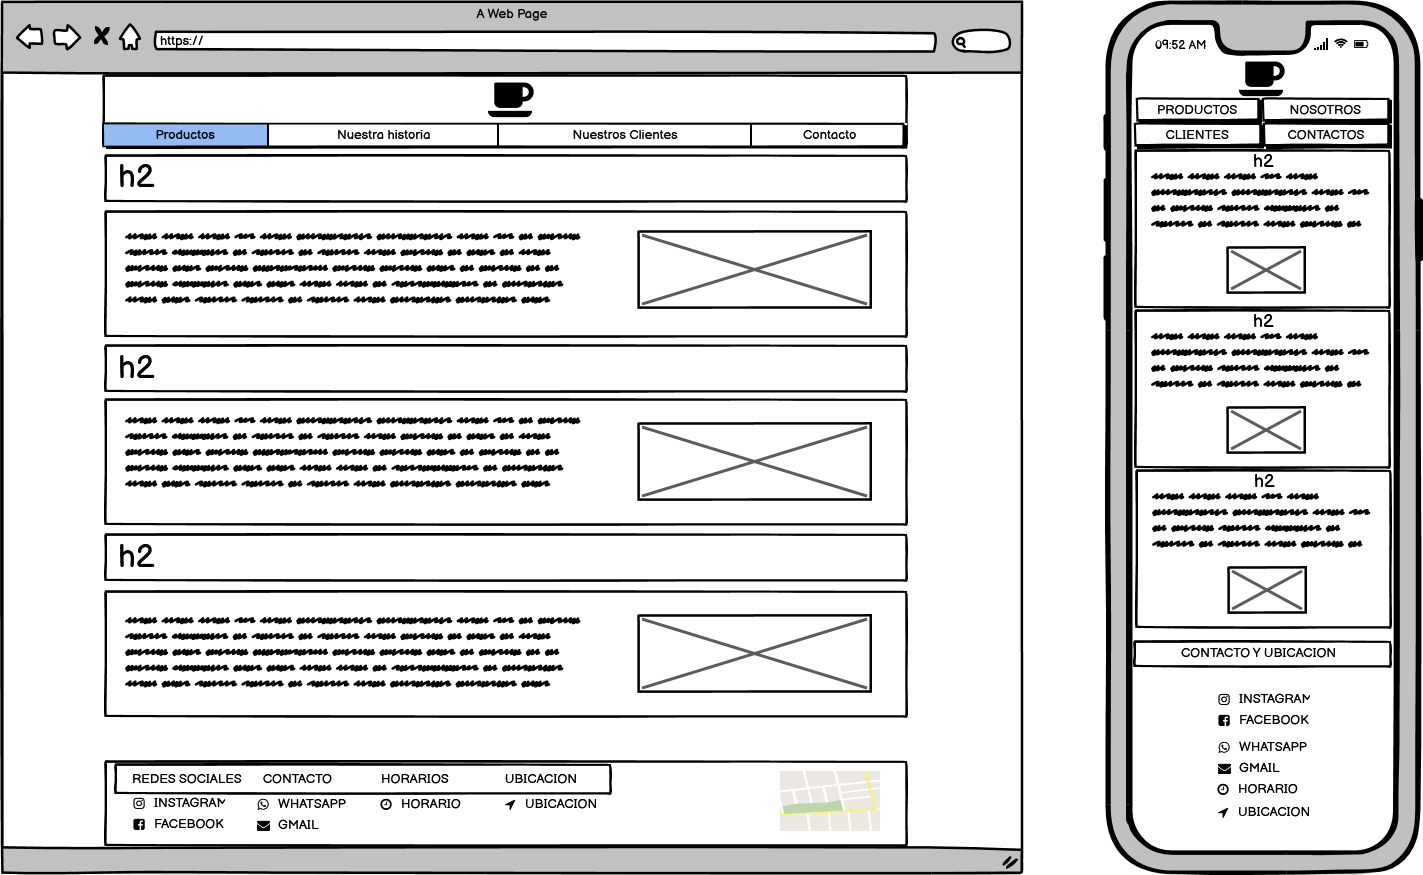 A Web Page
https://
Productos Nuestra historia Nuestros Clientes Contacto
h2
h2
h2
REDES SOCIALES CONTACTO HORARIOS UBICACION
INSTAGRAM WHATSAPP HORARIO UBICACION
FACEBOOK GMAIL
09:52 AM
PRODUCTOS NOSOTROS
CLIENTES CONTACTOS
h2
h2
h2
CONTACTO Y UBICACION
INSTAGRAM
FACEBOOK
WHATSAPP
GMAIL
HORARIO
UBICACION